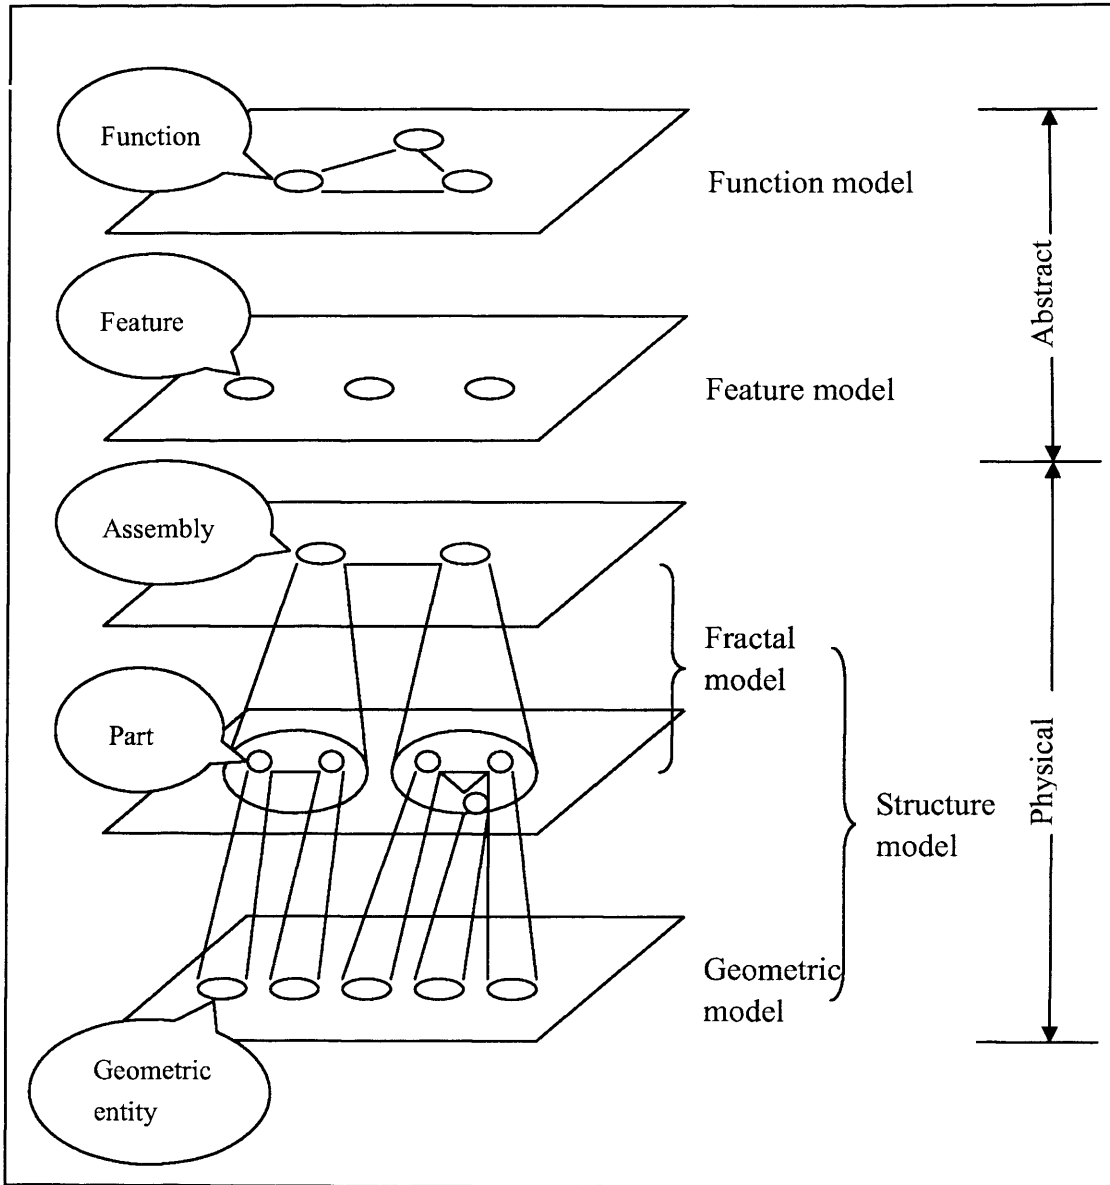 Function
Function model
Abstract
Feature
Feature model
Assembly
Fractal
model
Part
Structure
model
Physical
Geometric
model
Geometric
entity